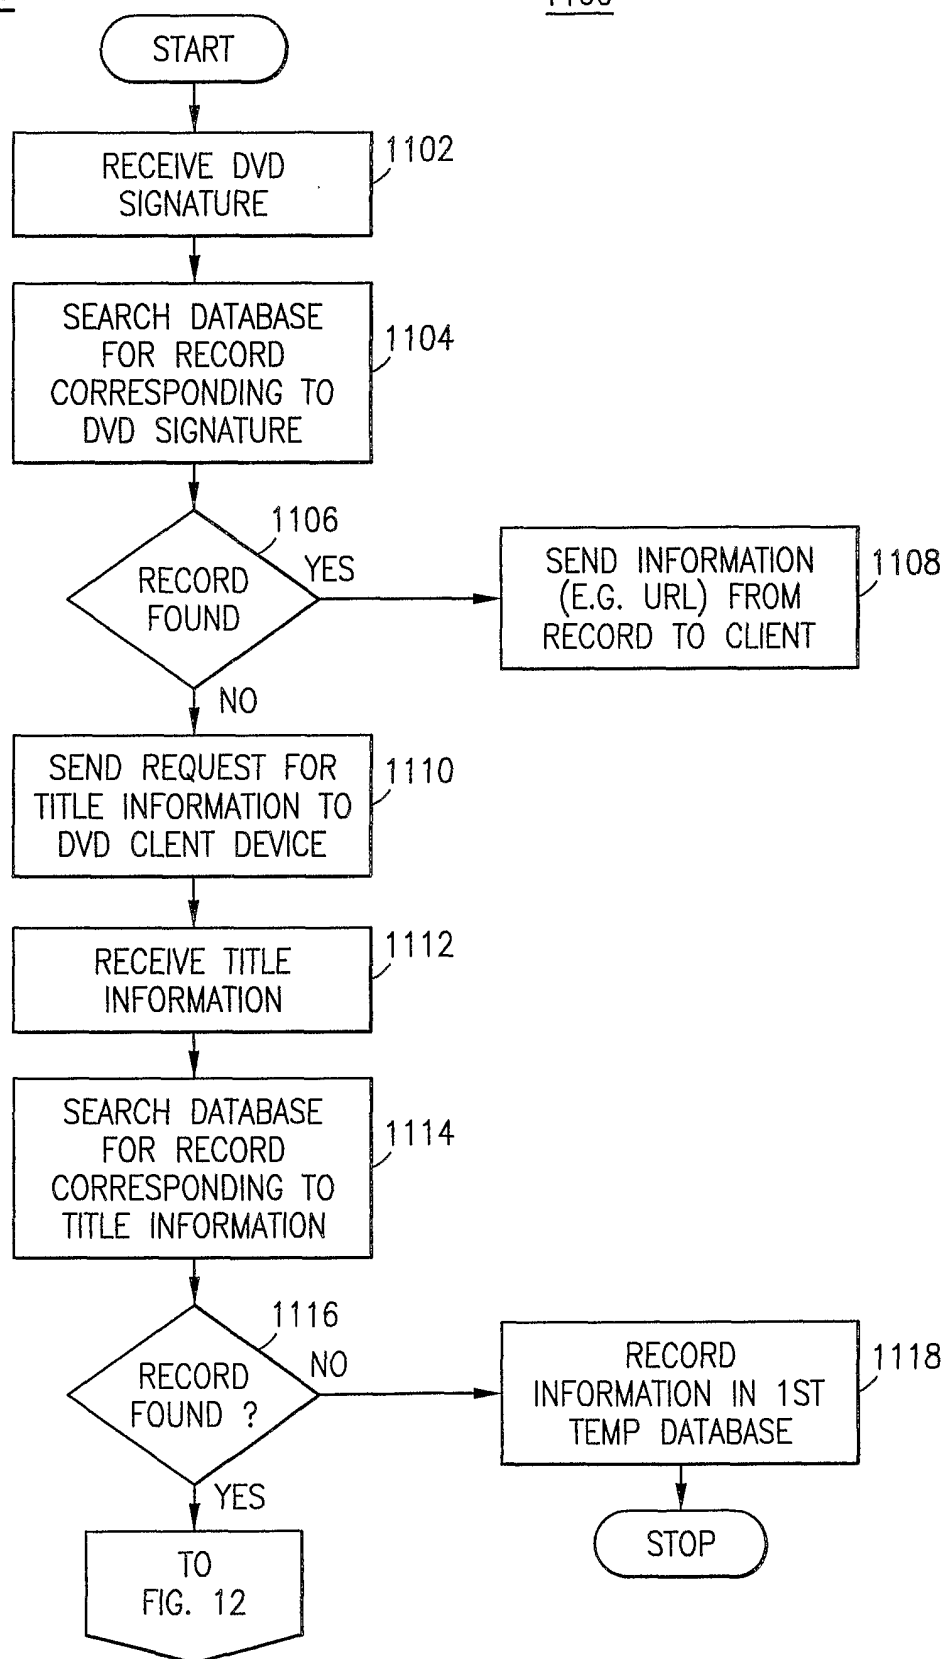 START
RECEIVE DVD
SIGNATURE
1102
SEARCH DATABASE
FOR RECORD
CORRESPONDING TO
DVD SIGNATURE
1104
RECORD
FOUND
1106
YES
SEND INFORMATION
(E.G. URL) FROM
RECORD TO CLIENT
1108
NO
SEND REQUEST FOR
TITLE INFORMATION TO
DVD CLENT DEVICE
1110
RECEIVE TITLE
INFORMATION
1112
SEARCH DATABASE
FOR RECORD
CORRESPONDING TO
TITLE INFORMATION
1114
RECORD
FOUND ?
1116
NO
RECORD
INFORMATION IN 1ST
TEMP DATABASE
1118
YES
STOP
TO
FIG. 12